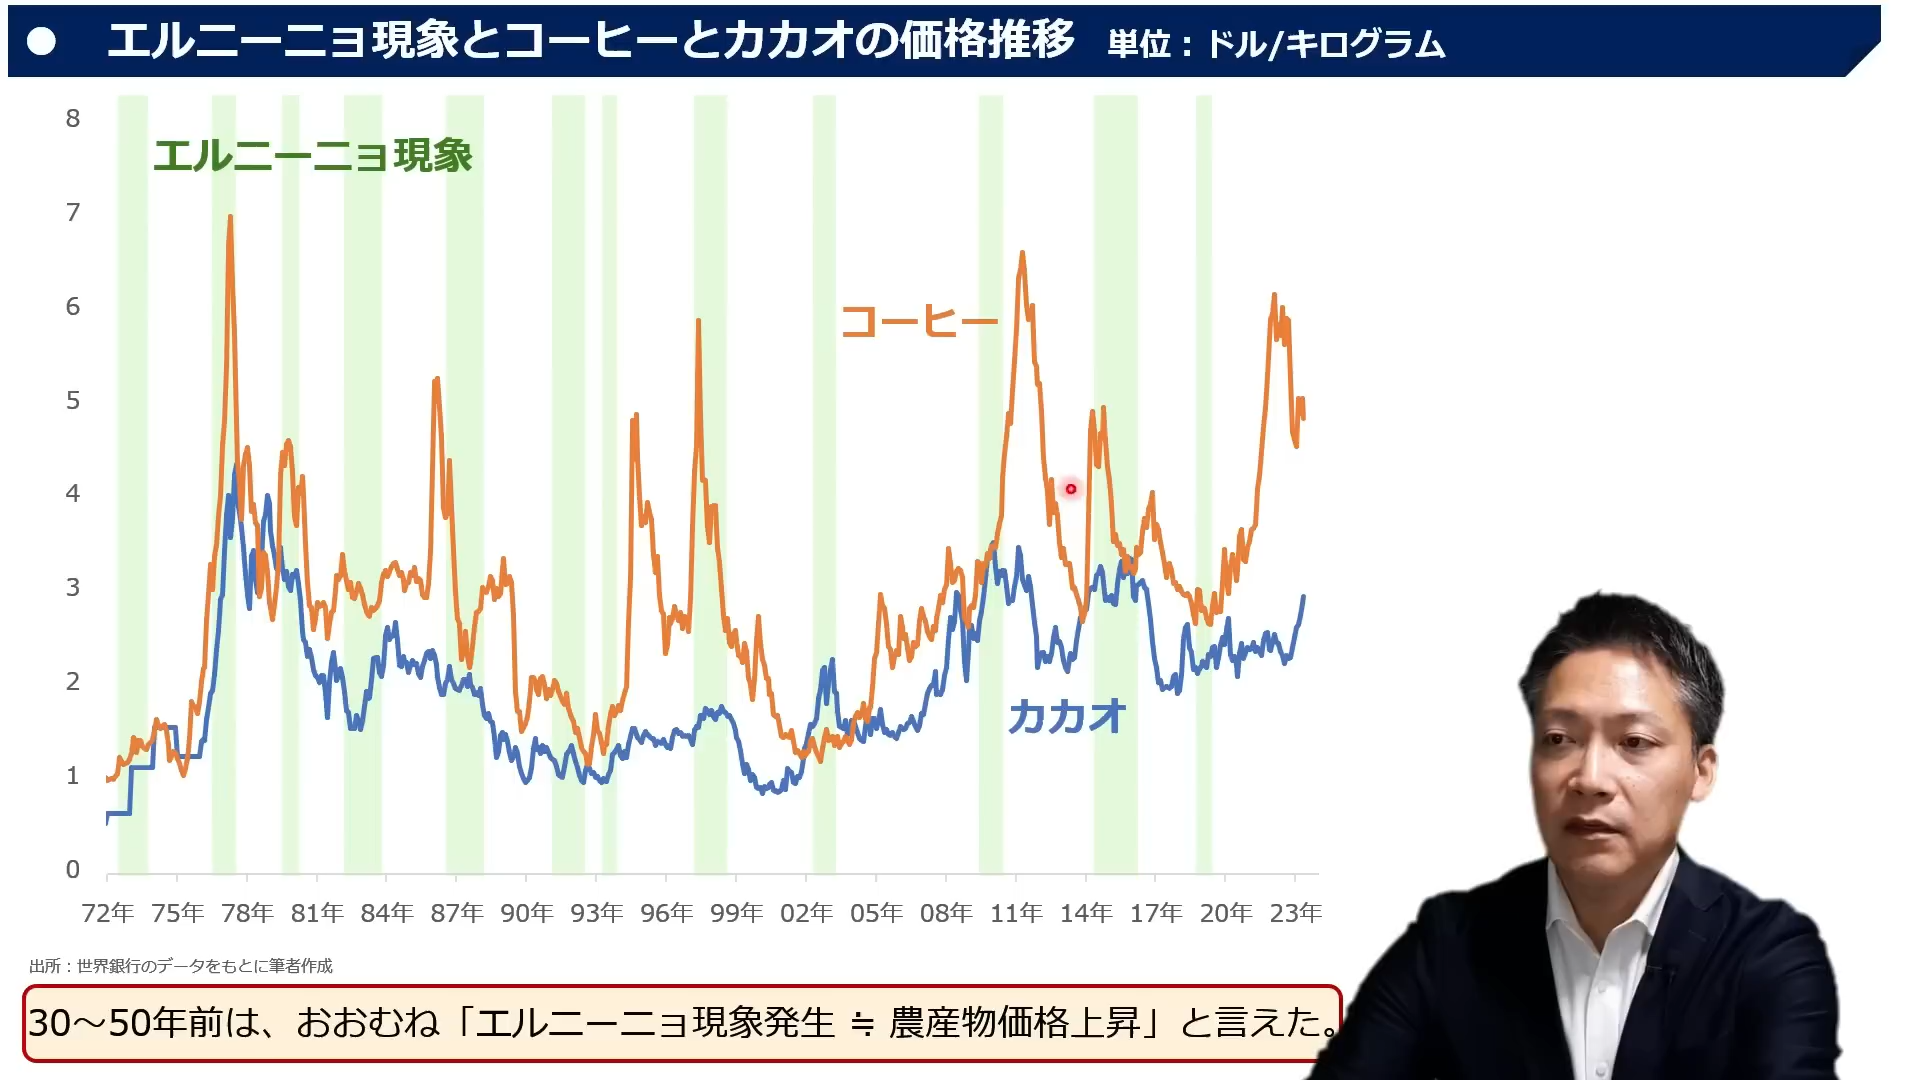 ● エルニーニョ現象とコーヒーとカカオの価格推移 単位：ドル/キログラム
8
エルニーニョ現象
7
6
コーヒー
5
4
3
2
カカオ
1
0
72年 75年 78年 81年 84年 87年 90年 93年 96年 99年 02年 05年 08年 11年 14年 17年 20年 23年
出所：世界銀行のデータをもとに筆者作成
30～50年前は、おおむね「エルニーニョ現象発生 ≒ 農産物価格上昇」と言えた。